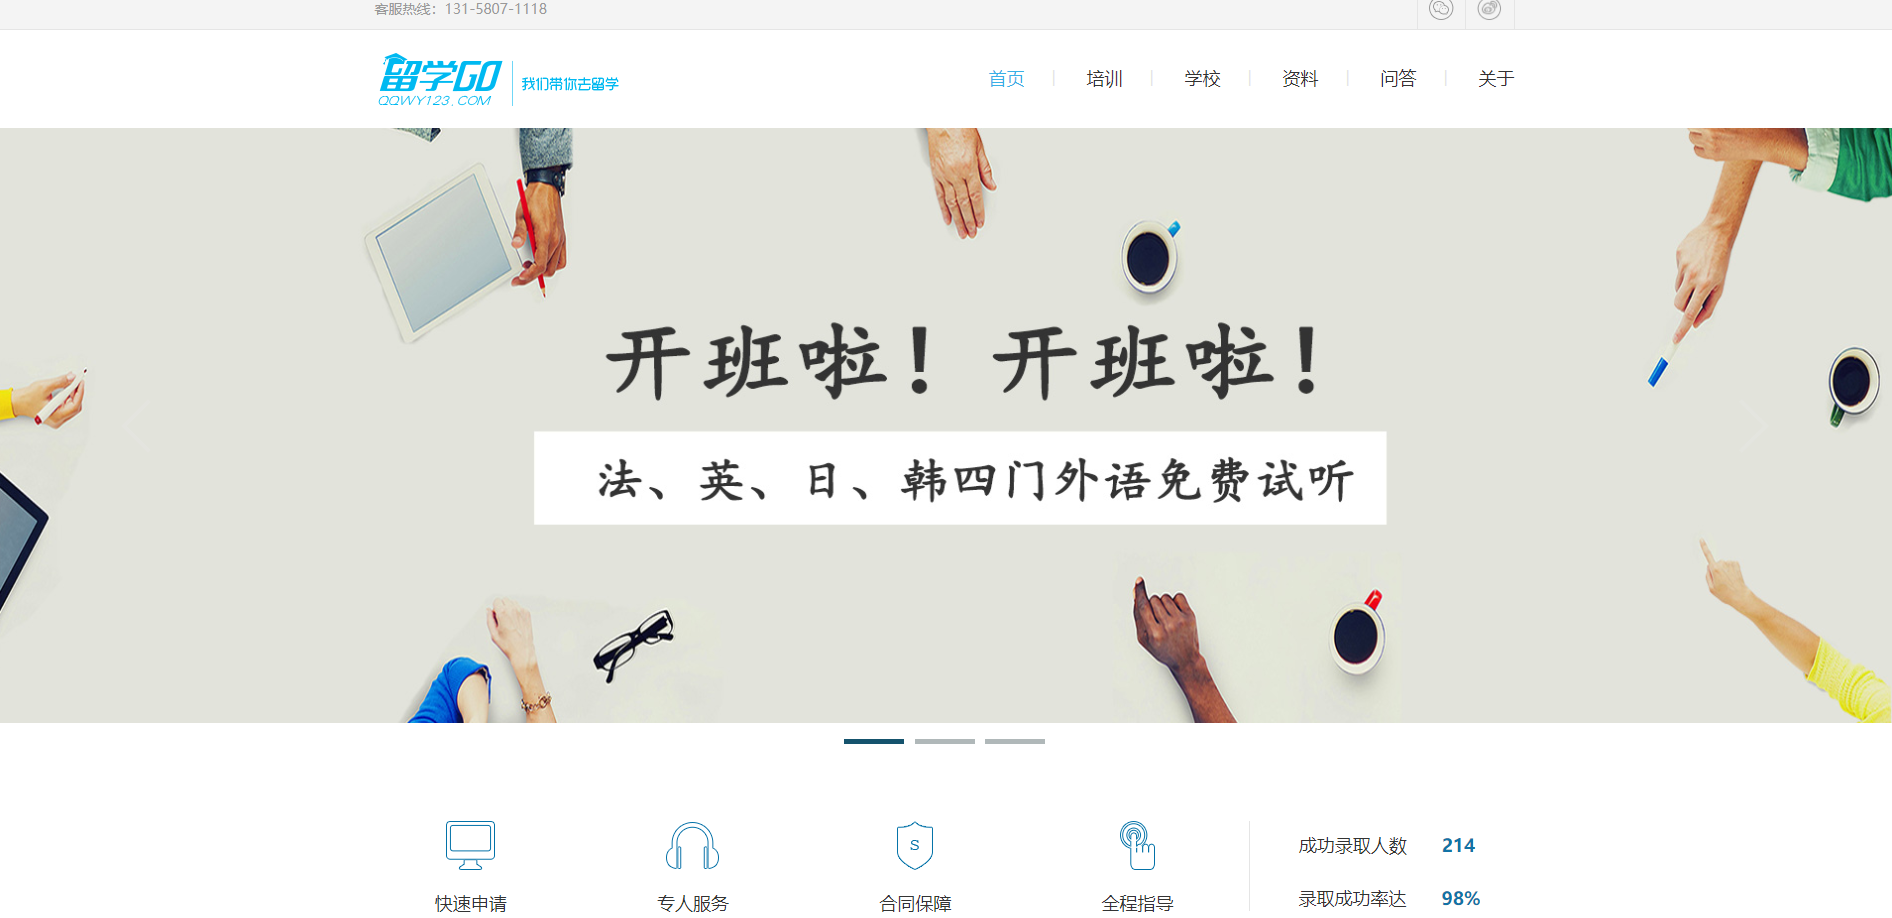 客服热线：131-5807-1118
留学GO
QQWY123.COM
我们带你去留学
首页
培训
学校
资料
问答
关于
开班啦！开班啦！
法、英、日、韩四门外语免费试听
S
快速申请
专人服务
合同保障
全程指导
成功录取人数 214
录取成功率达 98%